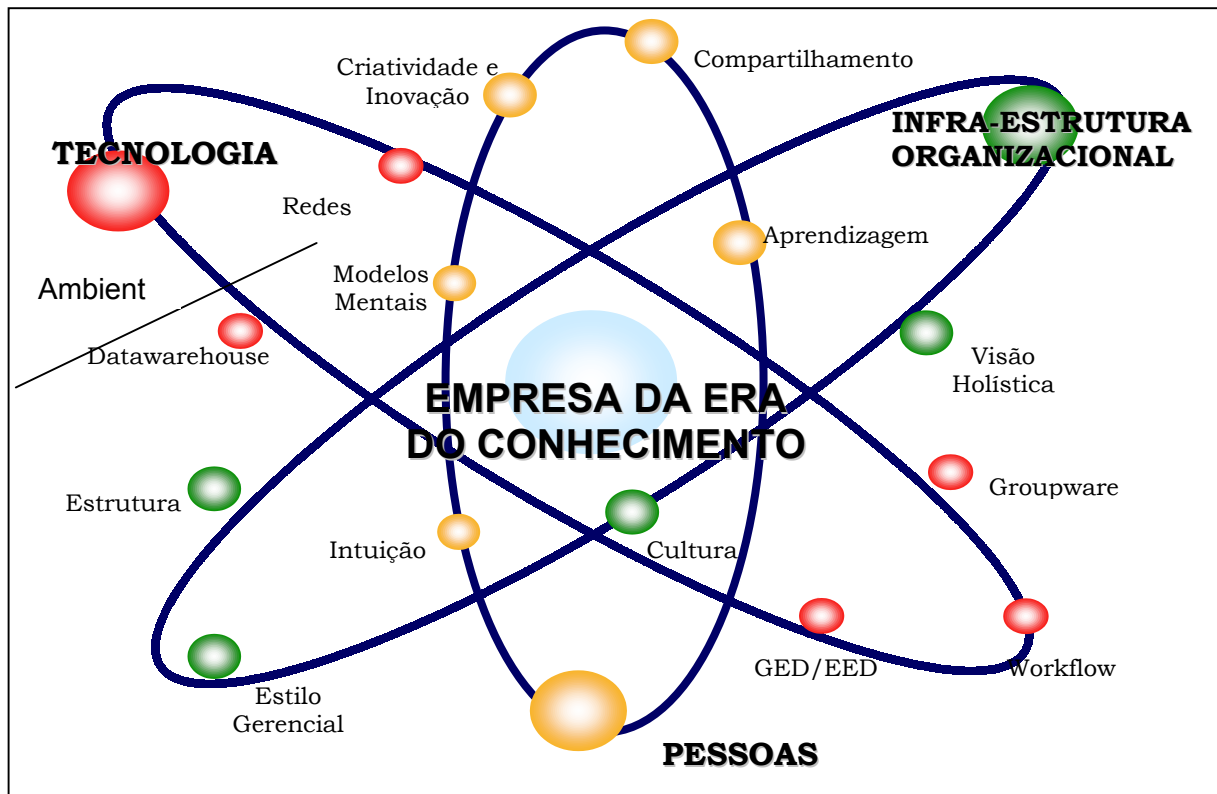 Criatividade e
Inovação
Compartilhamento
TECNOLOGIA
INFRA-ESTRUTURA
ORGANIZACIONAL
Redes
Aprendizagem
Modelos
Mentais
Ambient
Datawarehouse
Visão
Holística
EMPRESA DA ERA
DO CONHECIMENTO
Estrutura
Groupware
Intuição
Cultura
GED/EED
Workflow
Estilo
Gerencial
PESSOAS